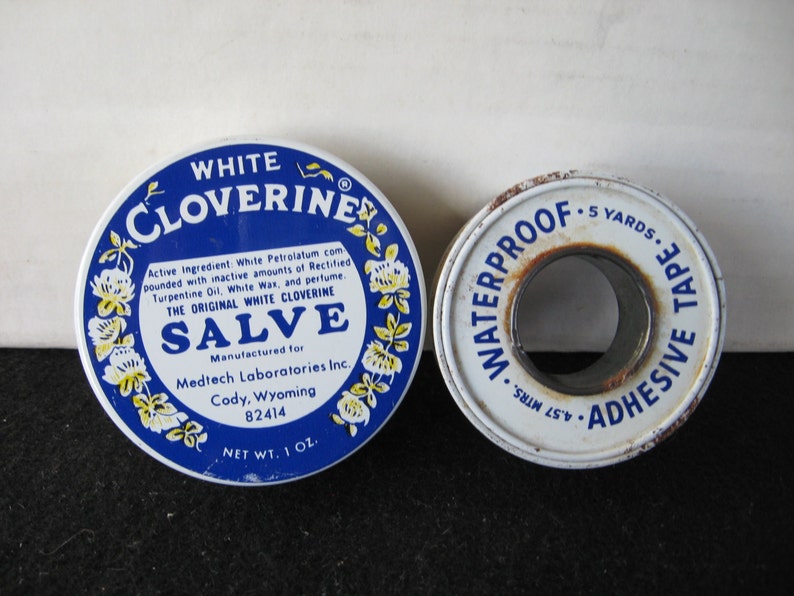 WHITE
CLOVERINE®
Active Ingredient: White Petrolatum com-
pounded with inactive amounts of Rectified
Turpentine Oil, White Wax, and perfume.
THE ORIGINAL WHITE CLOVERINE
SALVE
Manufactured for
Medtech Laboratories Inc.
Cody, Wyoming
82414
NET WT. 1 OZ.
WATERPROOF • 5 YARDS •
ADHESIVE TAPE • 4.57 MTRS. •